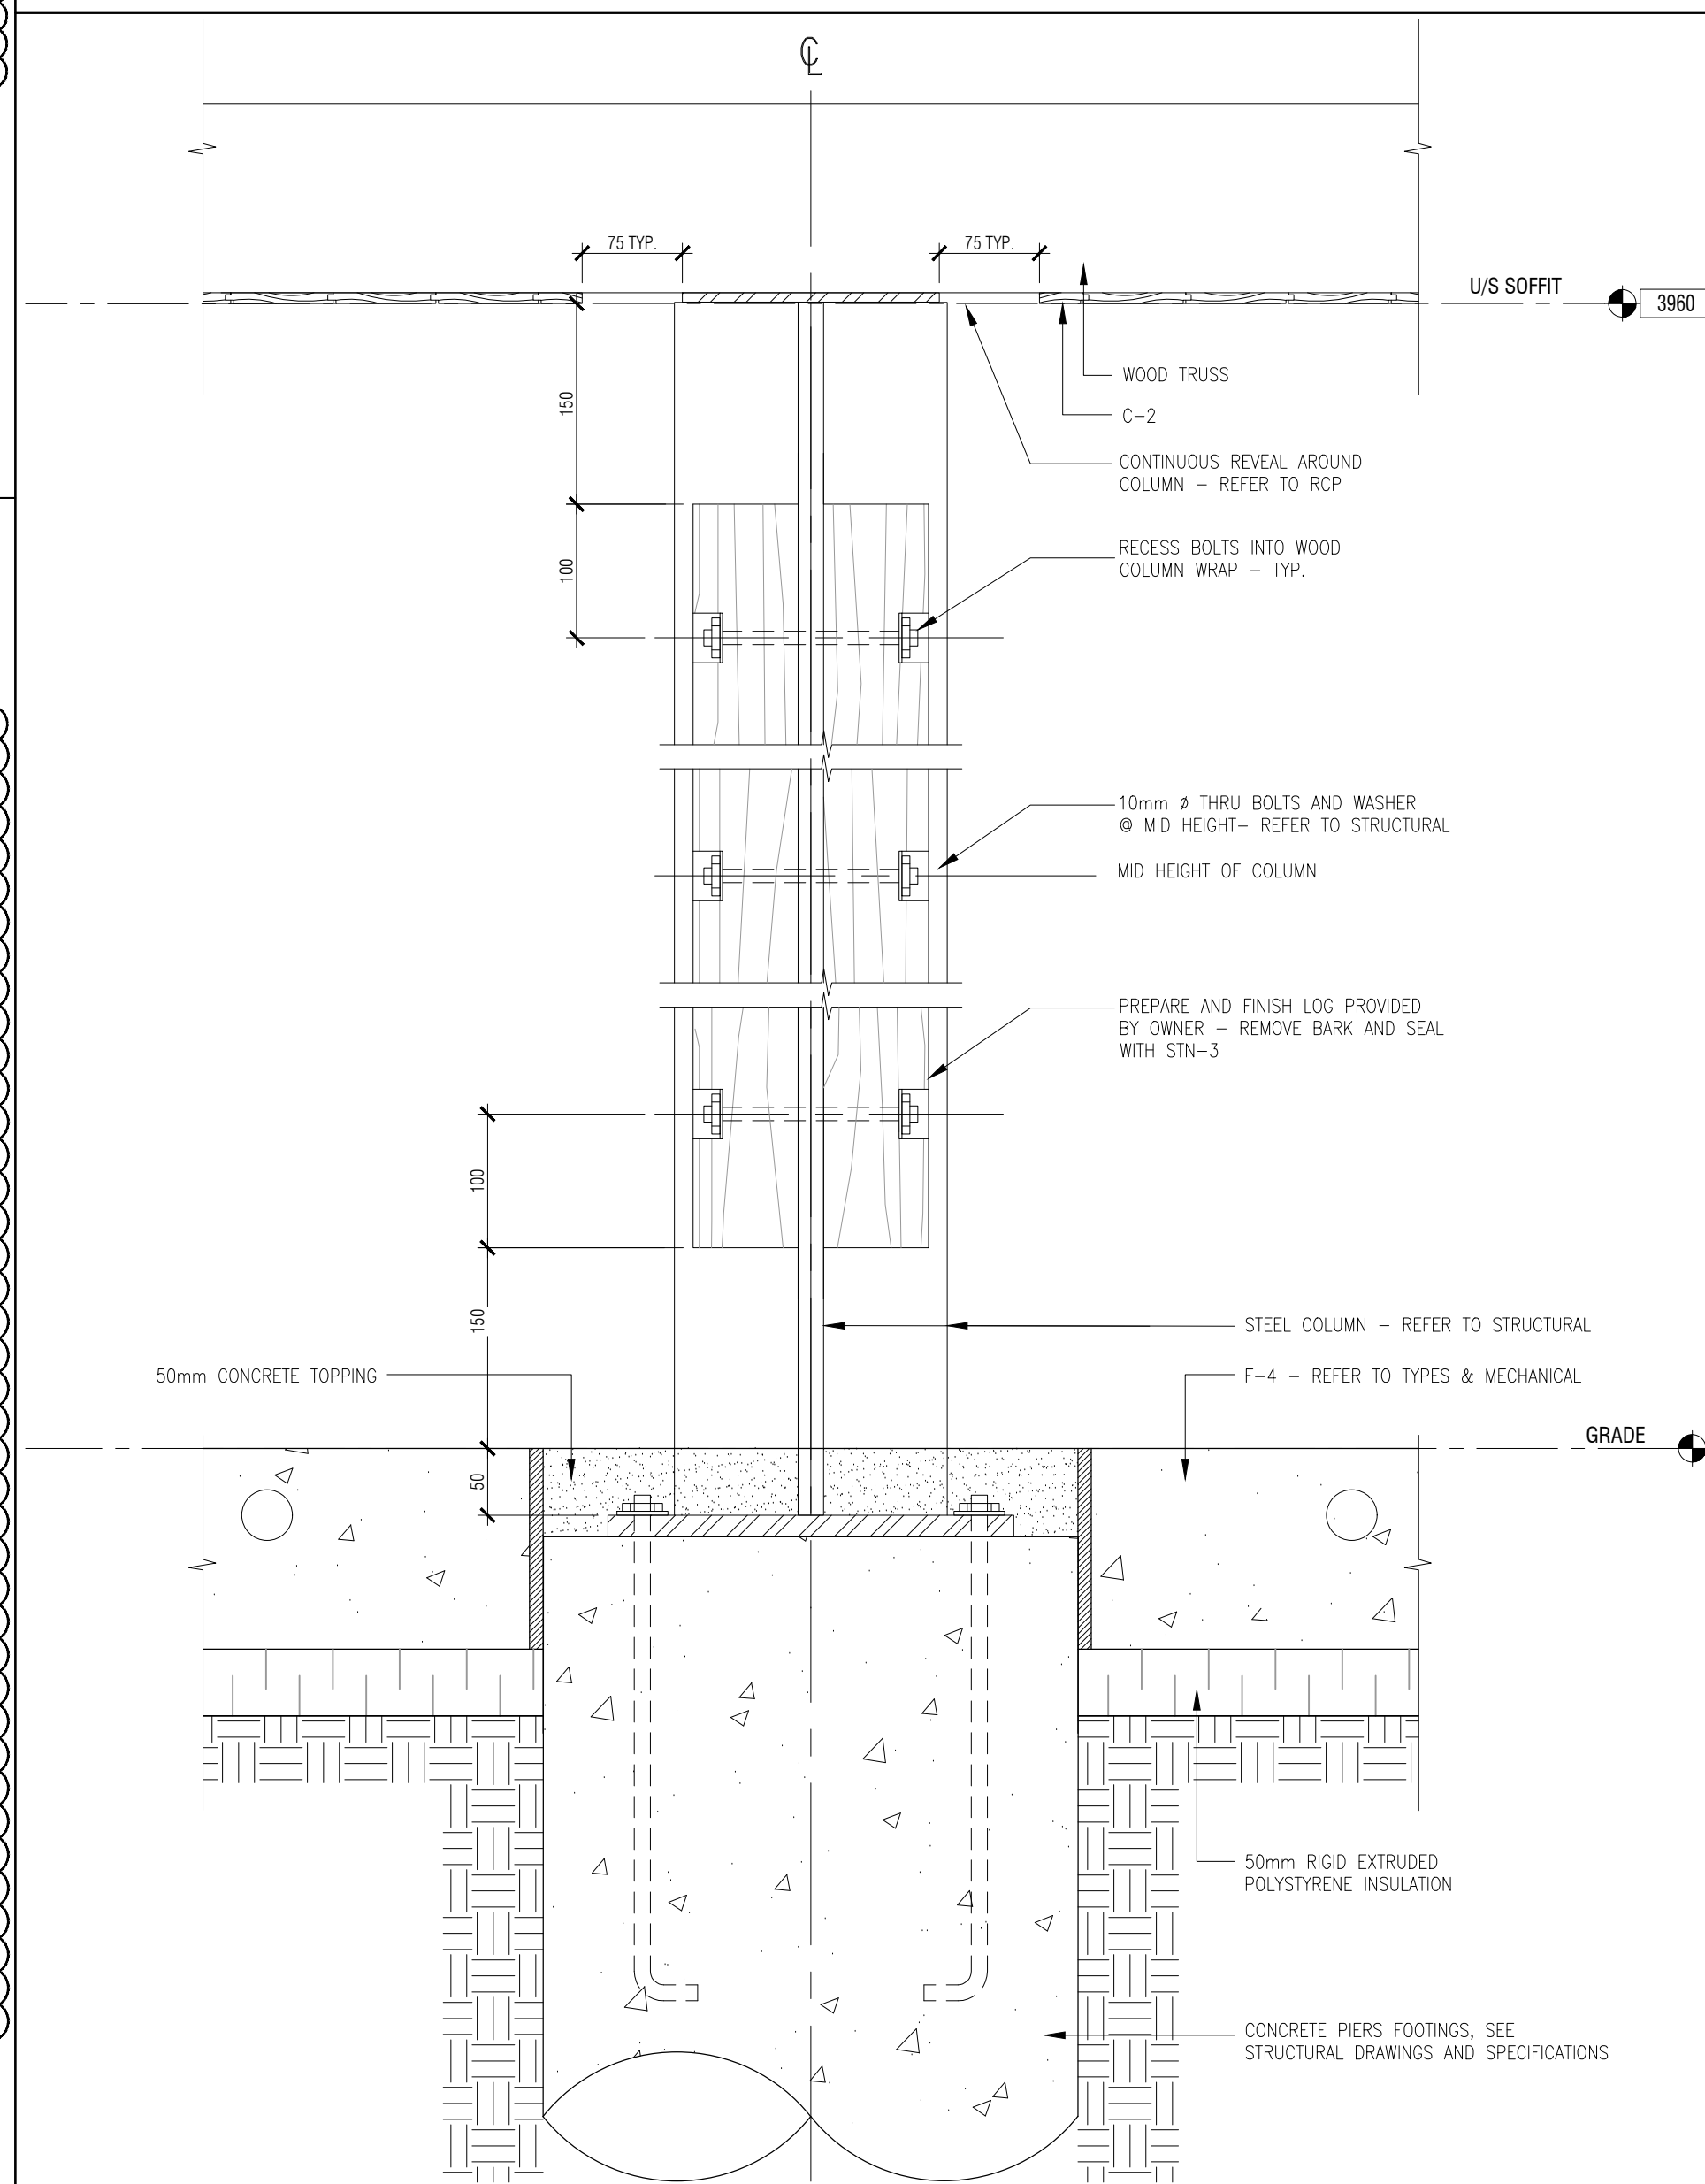 ℄
75 TYP.
75 TYP.
U/S SOFFIT
3960
WOOD TRUSS
C-2
150
CONTINUOUS REVEAL AROUND
COLUMN - REFER TO RCP
RECESS BOLTS INTO WOOD
COLUMN WRAP - TYP.
100
10mm Ø THRU BOLTS AND WASHER
@ MID HEIGHT- REFER TO STRUCTURAL
MID HEIGHT OF COLUMN
PREPARE AND FINISH LOG PROVIDED
BY OWNER - REMOVE BARK AND SEAL
WITH STN-3
100
150
STEEL COLUMN - REFER TO STRUCTURAL
50mm CONCRETE TOPPING
F-4 - REFER TO TYPES & MECHANICAL
GRADE
50
50mm RIGID EXTRUDED
POLYSTYRENE INSULATION
CONCRETE PIERS FOOTINGS, SEE
STRUCTURAL DRAWINGS AND SPECIFICATIONS